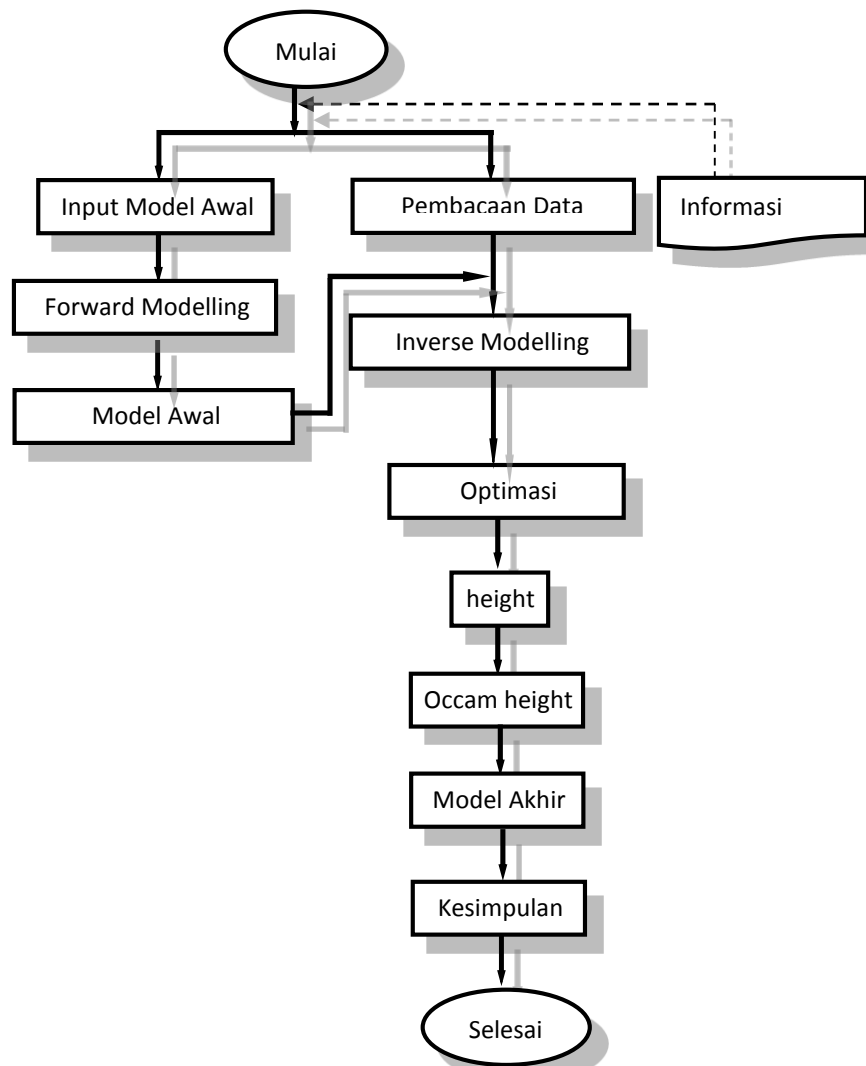 Mulai
Input Model Awal
Pembacaan Data
Informasi
Forward Modelling
Inverse Modelling
Model Awal
Optimasi
height
Occam height
Model Akhir
Kesimpulan
Selesai